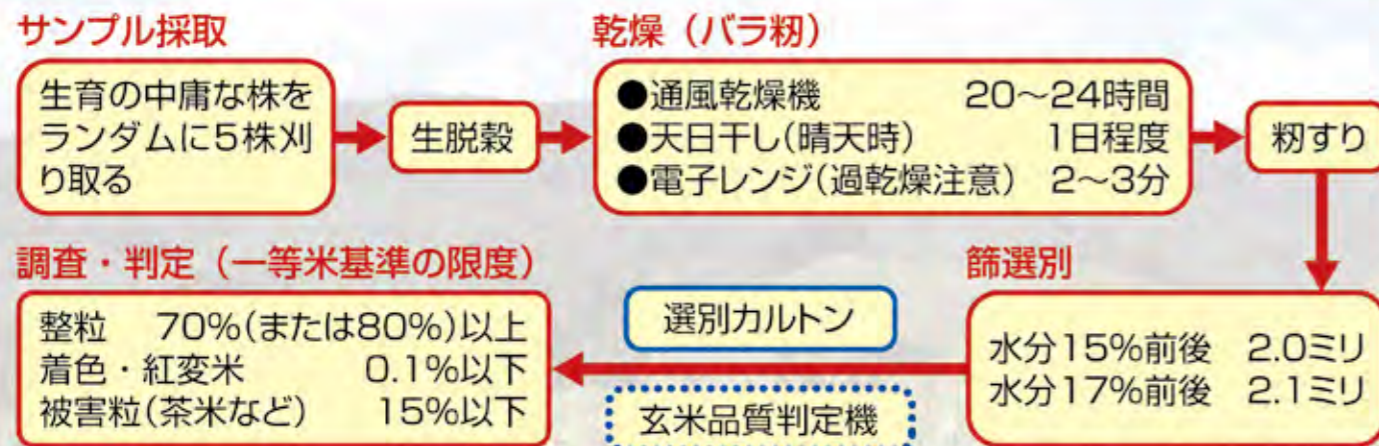 サンプル採取
生育の中庸な株を
ランダムに5株刈
り取る
生脱穀
乾燥（バラ籾）
●通風乾燥機 20～24時間
●天日干し（晴天時） 1日程度
●電子レンジ（過乾燥注意） 2～3分
籾すり
篩選別
水分15%前後 2.0ミリ
水分17%前後 2.1ミリ
選別カルトン
玄米品質判定機
調査・判定（一等米基準の限度）
整粒 70%（または80%）以上
着色・紅変米 0.1%以下
被害粒（茶米など） 15%以下